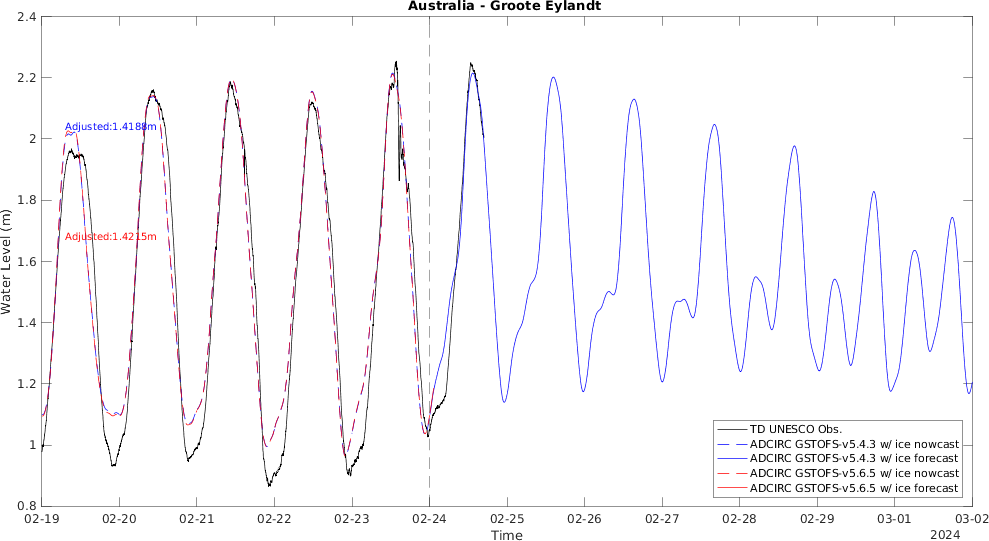 Australia - Groote Eylandt
2.4
2.2
2
1.8
1.6
1.4
1.2
1
0.8
Water Level (m)
Adjusted:1.4188m
Adjusted:1.4215m
TD UNESCO Obs.
ADCIRC GSTOFS-v5.4.3 w/ ice nowcast
ADCIRC GSTOFS-v5.4.3 w/ ice forecast
ADCIRC GSTOFS-v5.6.5 w/ ice nowcast
ADCIRC GSTOFS-v5.6.5 w/ ice forecast
02-19 02-20 02-21 02-22 02-23 02-24 02-25 02-26 02-27 02-28 02-29 03-01 03-02
Time
2024